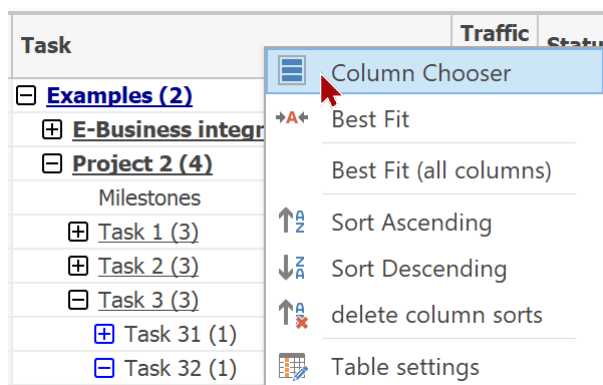 Task
Traffic
Statu
Examples (2)
E-Business integr
Project 2 (4)
Milestones
Task 1 (3)
Task 2 (3)
Task 3 (3)
Task 31 (1)
Task 32 (1)
Column Chooser
Best Fit
Best Fit (all columns)
Sort Ascending
Sort Descending
delete column sorts
Table settings